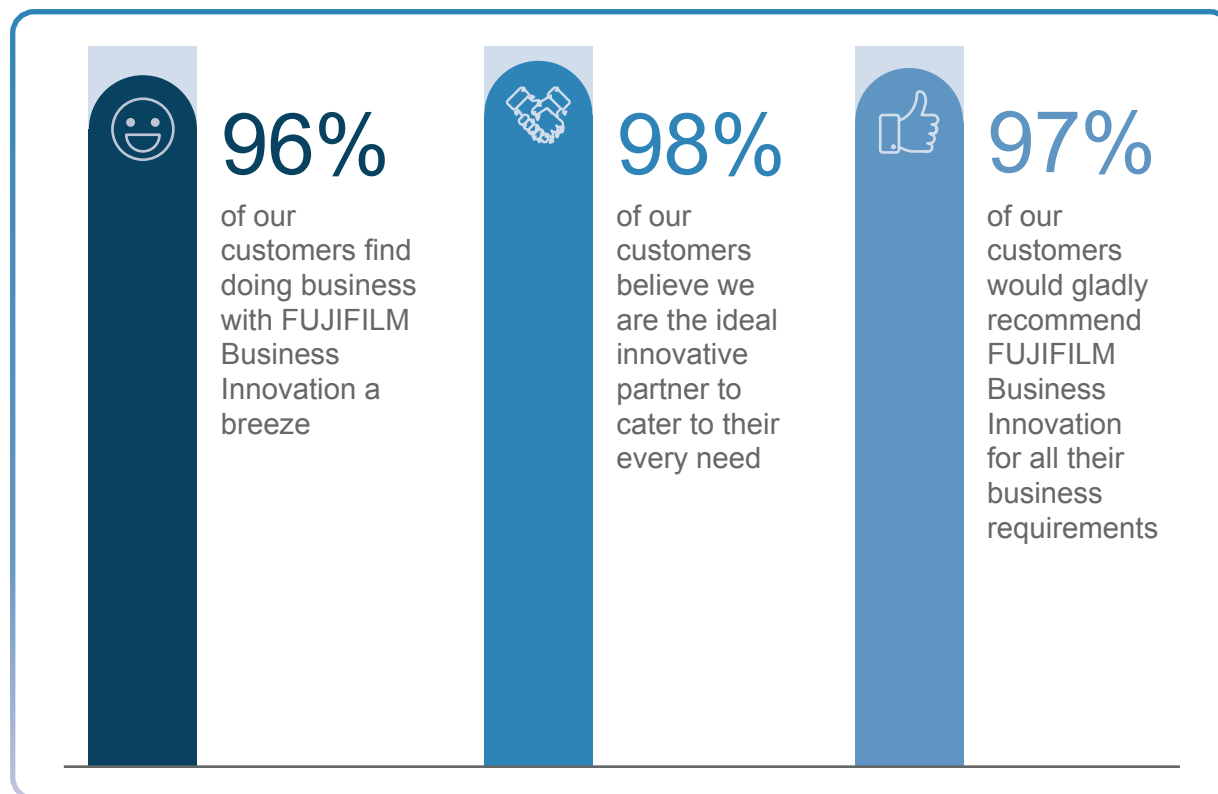 96%
of our
customers find
doing business
with FUJIFILM
Business
Innovation a
breeze
98%
of our
customers
believe we
are the ideal
innovative
partner to
cater to their
every need
97%
of our
customers
would gladly
recommend
FUJIFILM
Business
Innovation
for all their
business
requirements